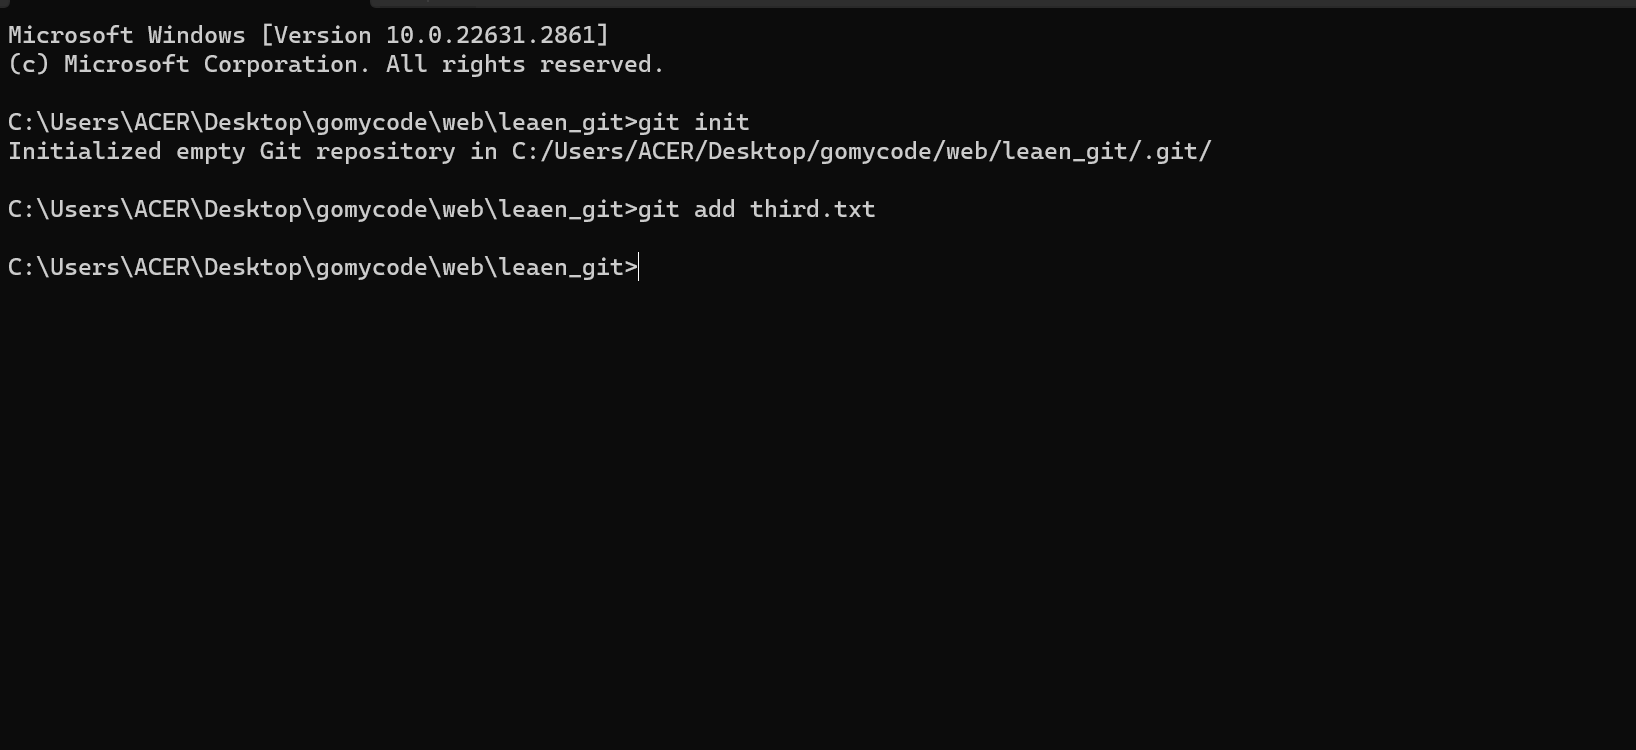 Microsoft Windows [Version 10.0.22631.2861]
(c) Microsoft Corporation. All rights reserved.
C:\Users\ACER\Desktop\gomycode\web\leaen_git>git init
Initialized empty Git repository in C:/Users/ACER/Desktop/gomycode/web/leaen_git/.git/
C:\Users\ACER\Desktop\gomycode\web\leaen_git>git add third.txt
C:\Users\ACER\Desktop\gomycode\web\leaen_git>